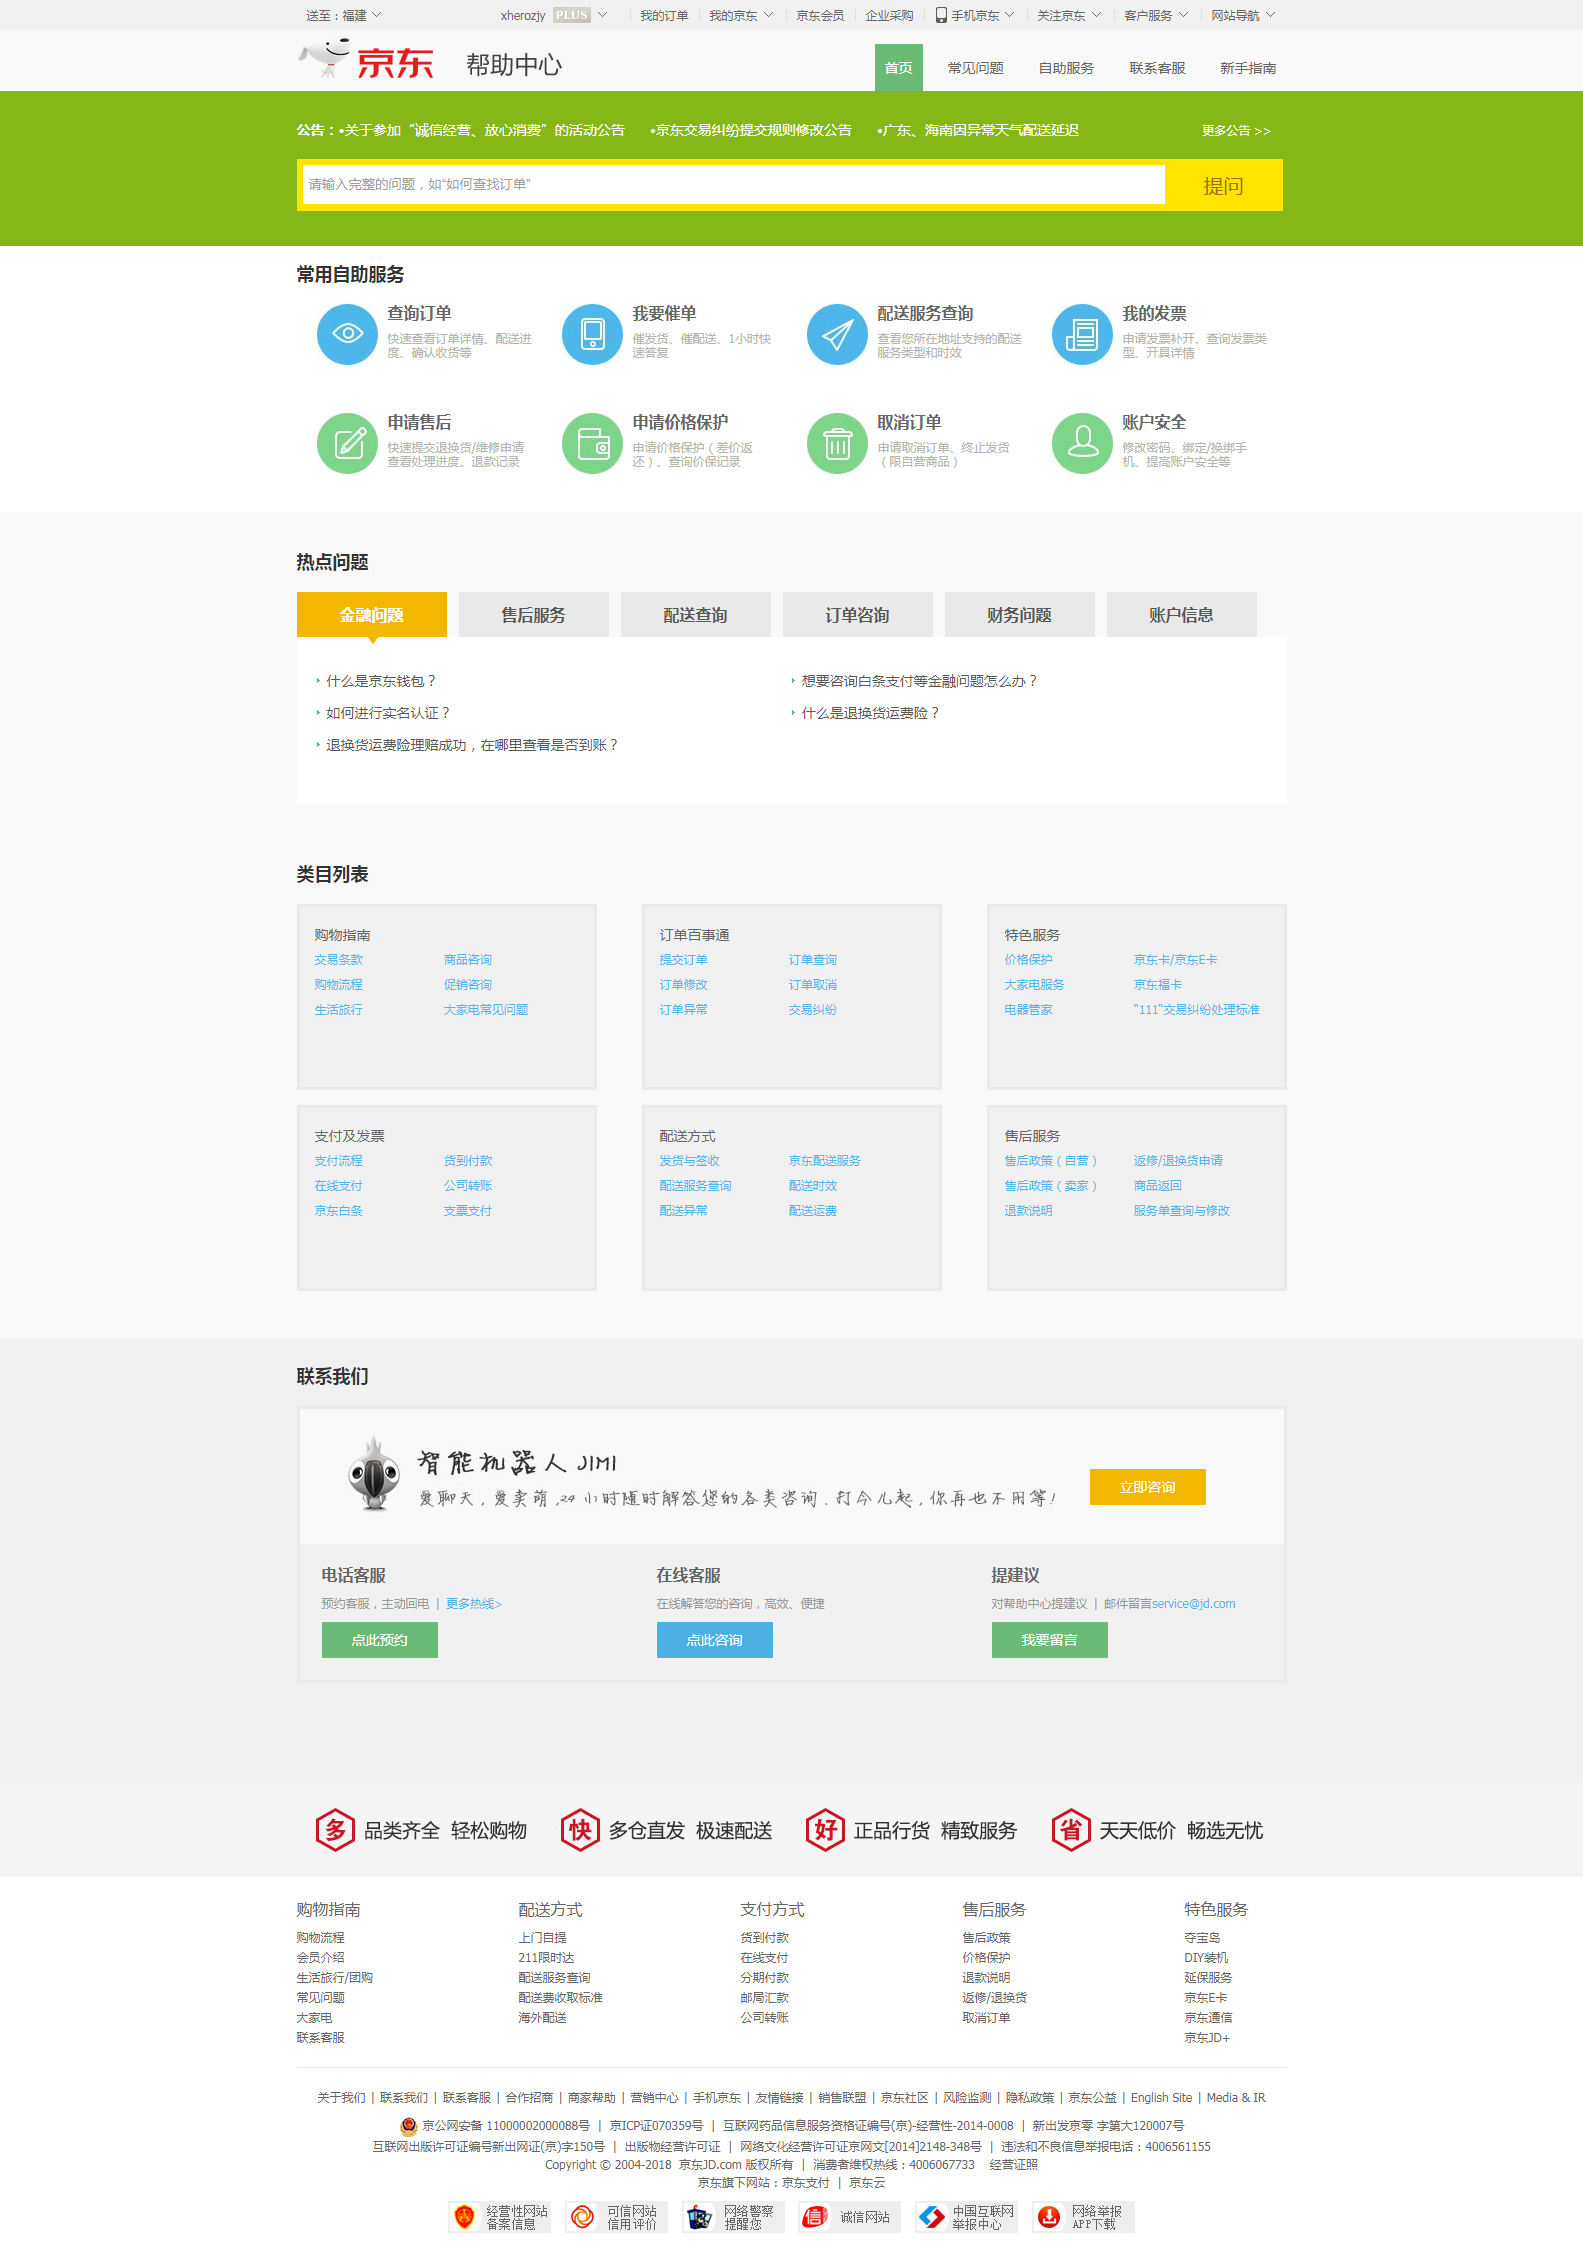 送至：福建
xherozjy PLUS 我的订单 我的京东 京东会员 企业采购 手机京东 关注京东 客户服务 网站导航
京东 帮助中心 首页 常见问题 自助服务 联系客服 新手指南
公告：•关于参加“诚信经营、放心消费”的活动公告 •京东交易纠纷提交规则修改公告 •广东、海南因异常天气配送延迟 更多公告 >>
请输入完整的问题，如“如何查找订单” 提问
常用自助服务
查询订单
快速查看订单详情、配送进
度、确认收货等
我要催单
催发货、催配送、1小时快
速答复
配送服务查询
查看您所在地址支持的配送
服务类型和时效
我的发票
申请发票补开、查询发票类
型、开具详情
申请售后
快速提交退换货/维修申请
查看处理进度、退款记录
申请价格保护
申请价格保护（差价返
还）、查询价保记录
取消订单
申请取消订单、终止发货
（限自营商品）
账户安全
修改密码、绑定/换绑手
机、提高账户安全等
热点问题
金融问题 售后服务 配送查询 订单咨询 财务问题 账户信息
什么是京东钱包？ 想要咨询白条支付等金融问题怎么办？
如何进行实名认证？ 什么是退换货运费险？
退换货运费险理赔成功，在哪里查看是否到账？
类目列表
购物指南
交易条款 商品咨询
购物流程 促销咨询
生活旅行 大家电常见问题
订单百事通
提交订单 订单查询
订单修改 订单取消
订单异常 交易纠纷
特色服务
价格保护 京东卡/京东E卡
大家电服务 京东福卡
电器管家 “111“交易纠纷处理标准
支付及发票
支付流程 货到付款
在线支付 公司转账
京东白条 支票支付
配送方式
发货与签收 京东配送服务
配送服务查询 配送时效
配送异常 配送运费
售后服务
售后政策（自营） 返修/退换货申请
售后政策（卖家） 商品返回
退款说明 服务单查询与修改
联系我们
智能机器人 JIMI
爱聊天，爱卖萌，24小时随时解答您的各类咨询．打今儿起，你再也不用等！
立即咨询
电话客服
预约客服，主动回电 | 更多热线>
点此预约
在线客服
在线解答您的咨询，高效、便捷
点此咨询
提建议
对帮助中心提建议 | 邮件留言service@jd.com
我要留言
多 品类齐全 轻松购物 快 多仓直发 极速配送 好 正品行货 精致服务 省 天天低价 畅选无忧
购物指南
购物流程
会员介绍
生活旅行/团购
常见问题
大家电
联系客服
配送方式
上门自提
211限时达
配送服务查询
配送费收取标准
海外配送
支付方式
货到付款
在线支付
分期付款
邮局汇款
公司转账
售后服务
售后政策
价格保护
退款说明
返修/退换货
取消订单
特色服务
夺宝岛
DIY装机
延保服务
京东E卡
京东通信
京东JD+
关于我们 | 联系我们 | 联系客服 | 合作招商 | 商家帮助 | 营销中心 | 手机京东 | 友情链接 | 销售联盟 | 京东社区 | 风险监测 | 隐私政策 | 京东公益 | English Site | Media & IR
京公网安备 11000002000088号 | 京ICP证070359号 | 互联网药品信息服务资格证编号(京)-经营性-2014-0008 | 新出发京零 字第大120007号
互联网出版许可证编号新出网证(京)字150号 | 出版物经营许可证 | 网络文化经营许可证京网文[2014]2148-348号 | 违法和不良信息举报电话：4006561155
Copyright © 2004-2018 京东JD.com 版权所有 | 消费者维权热线：4006067733 经营证照
京东旗下网站：京东支付 | 京东云
经营性网站
备案信息
可信网站
信用评价
网络警察
提醒您
诚信网站
中国互联网
举报中心
网络举报
APP下载